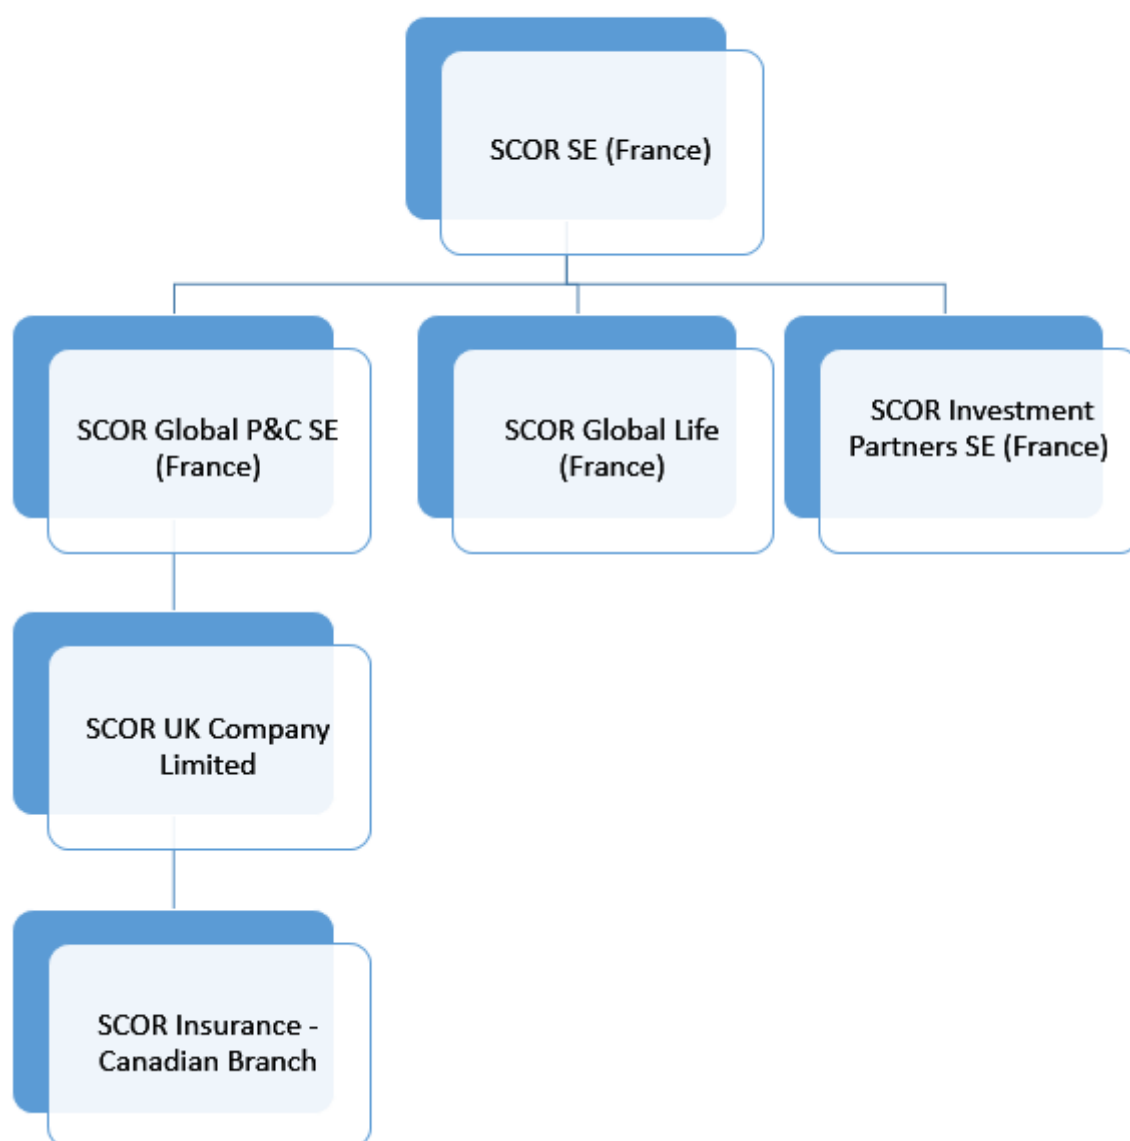 SCOR SE (France)
SCOR Global P&C SE
(France)
SCOR Global Life
(France)
SCOR Investment
Partners SE (France)
SCOR UK Company
Limited
SCOR Insurance -
Canadian Branch